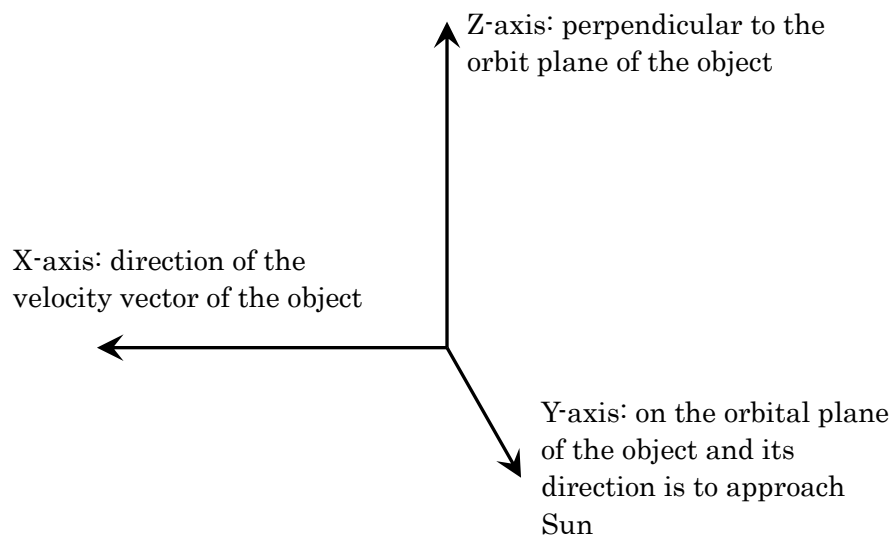 Z-axis: perpendicular to the
orbit plane of the object
X-axis: direction of the
velocity vector of the object
Y-axis: on the orbital plane
of the object and its
direction is to approach
Sun